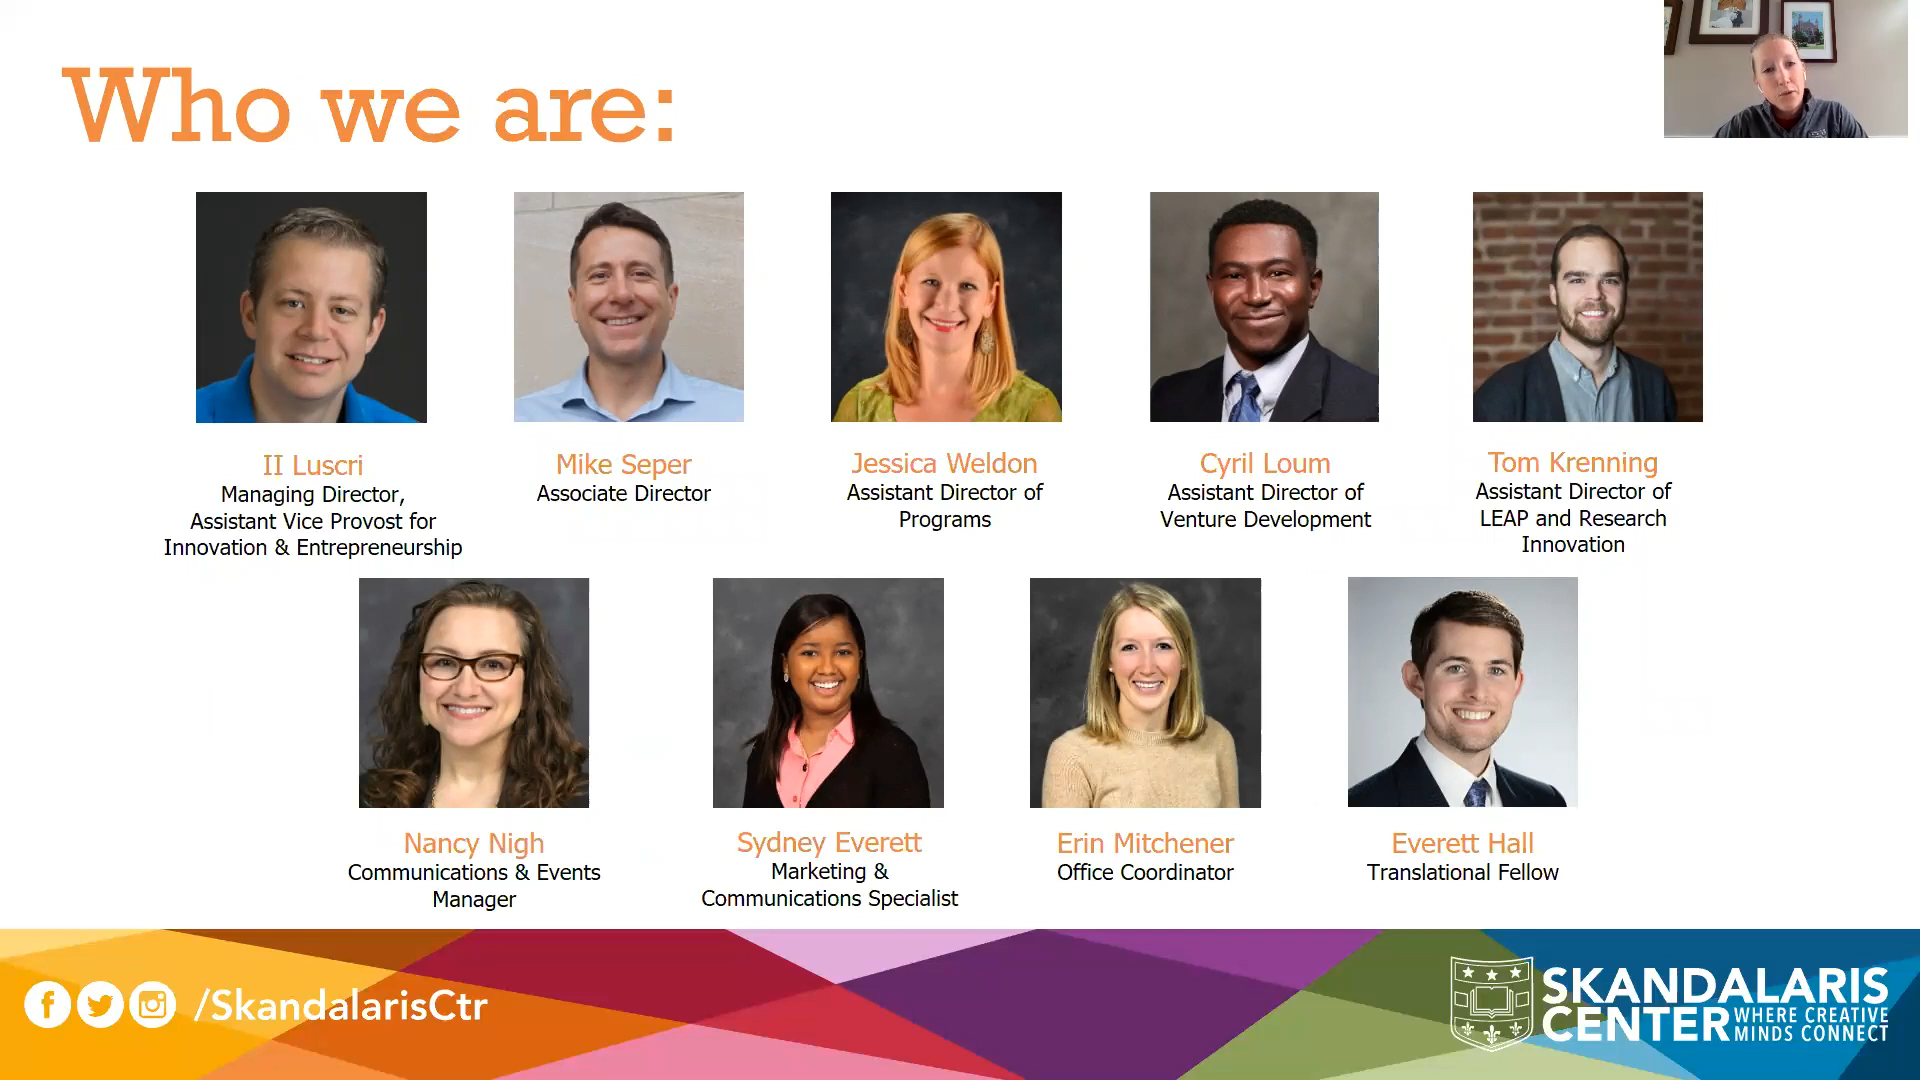 Who we are:
II Luscri
Managing Director,
Assistant Vice Provost for
Innovation & Entrepreneurship
Mike Seper
Associate Director
Jessica Weldon
Assistant Director of
Programs
Cyril Loum
Assistant Director of
Venture Development
Tom Krenning
Assistant Director of
LEAP and Research
Innovation
Nancy Nigh
Communications & Events
Manager
Sydney Everett
Marketing &
Communications Specialist
Erin Mitchener
Office Coordinator
Everett Hall
Translational Fellow
/SkandalarisCtr
SKANDALARIS
CENTER WHERE CREATIVE
MINDS CONNECT